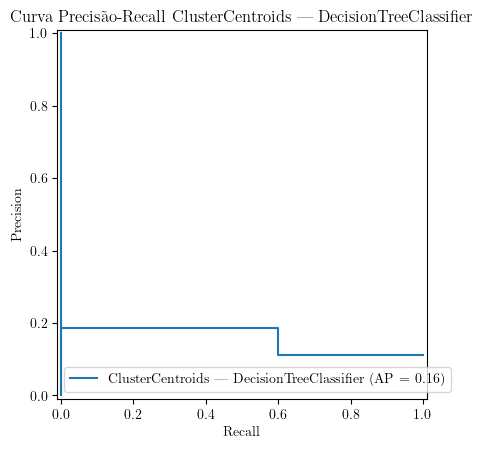 Curva Precisão-Recall ClusterCentroids — DecisionTreeClassifier
1.0
0.8
0.6
0.4
0.2
0.0
Precision
ClusterCentroids — DecisionTreeClassifier (AP = 0.16)
0.0 0.2 0.4 0.6 0.8 1.0
Recall